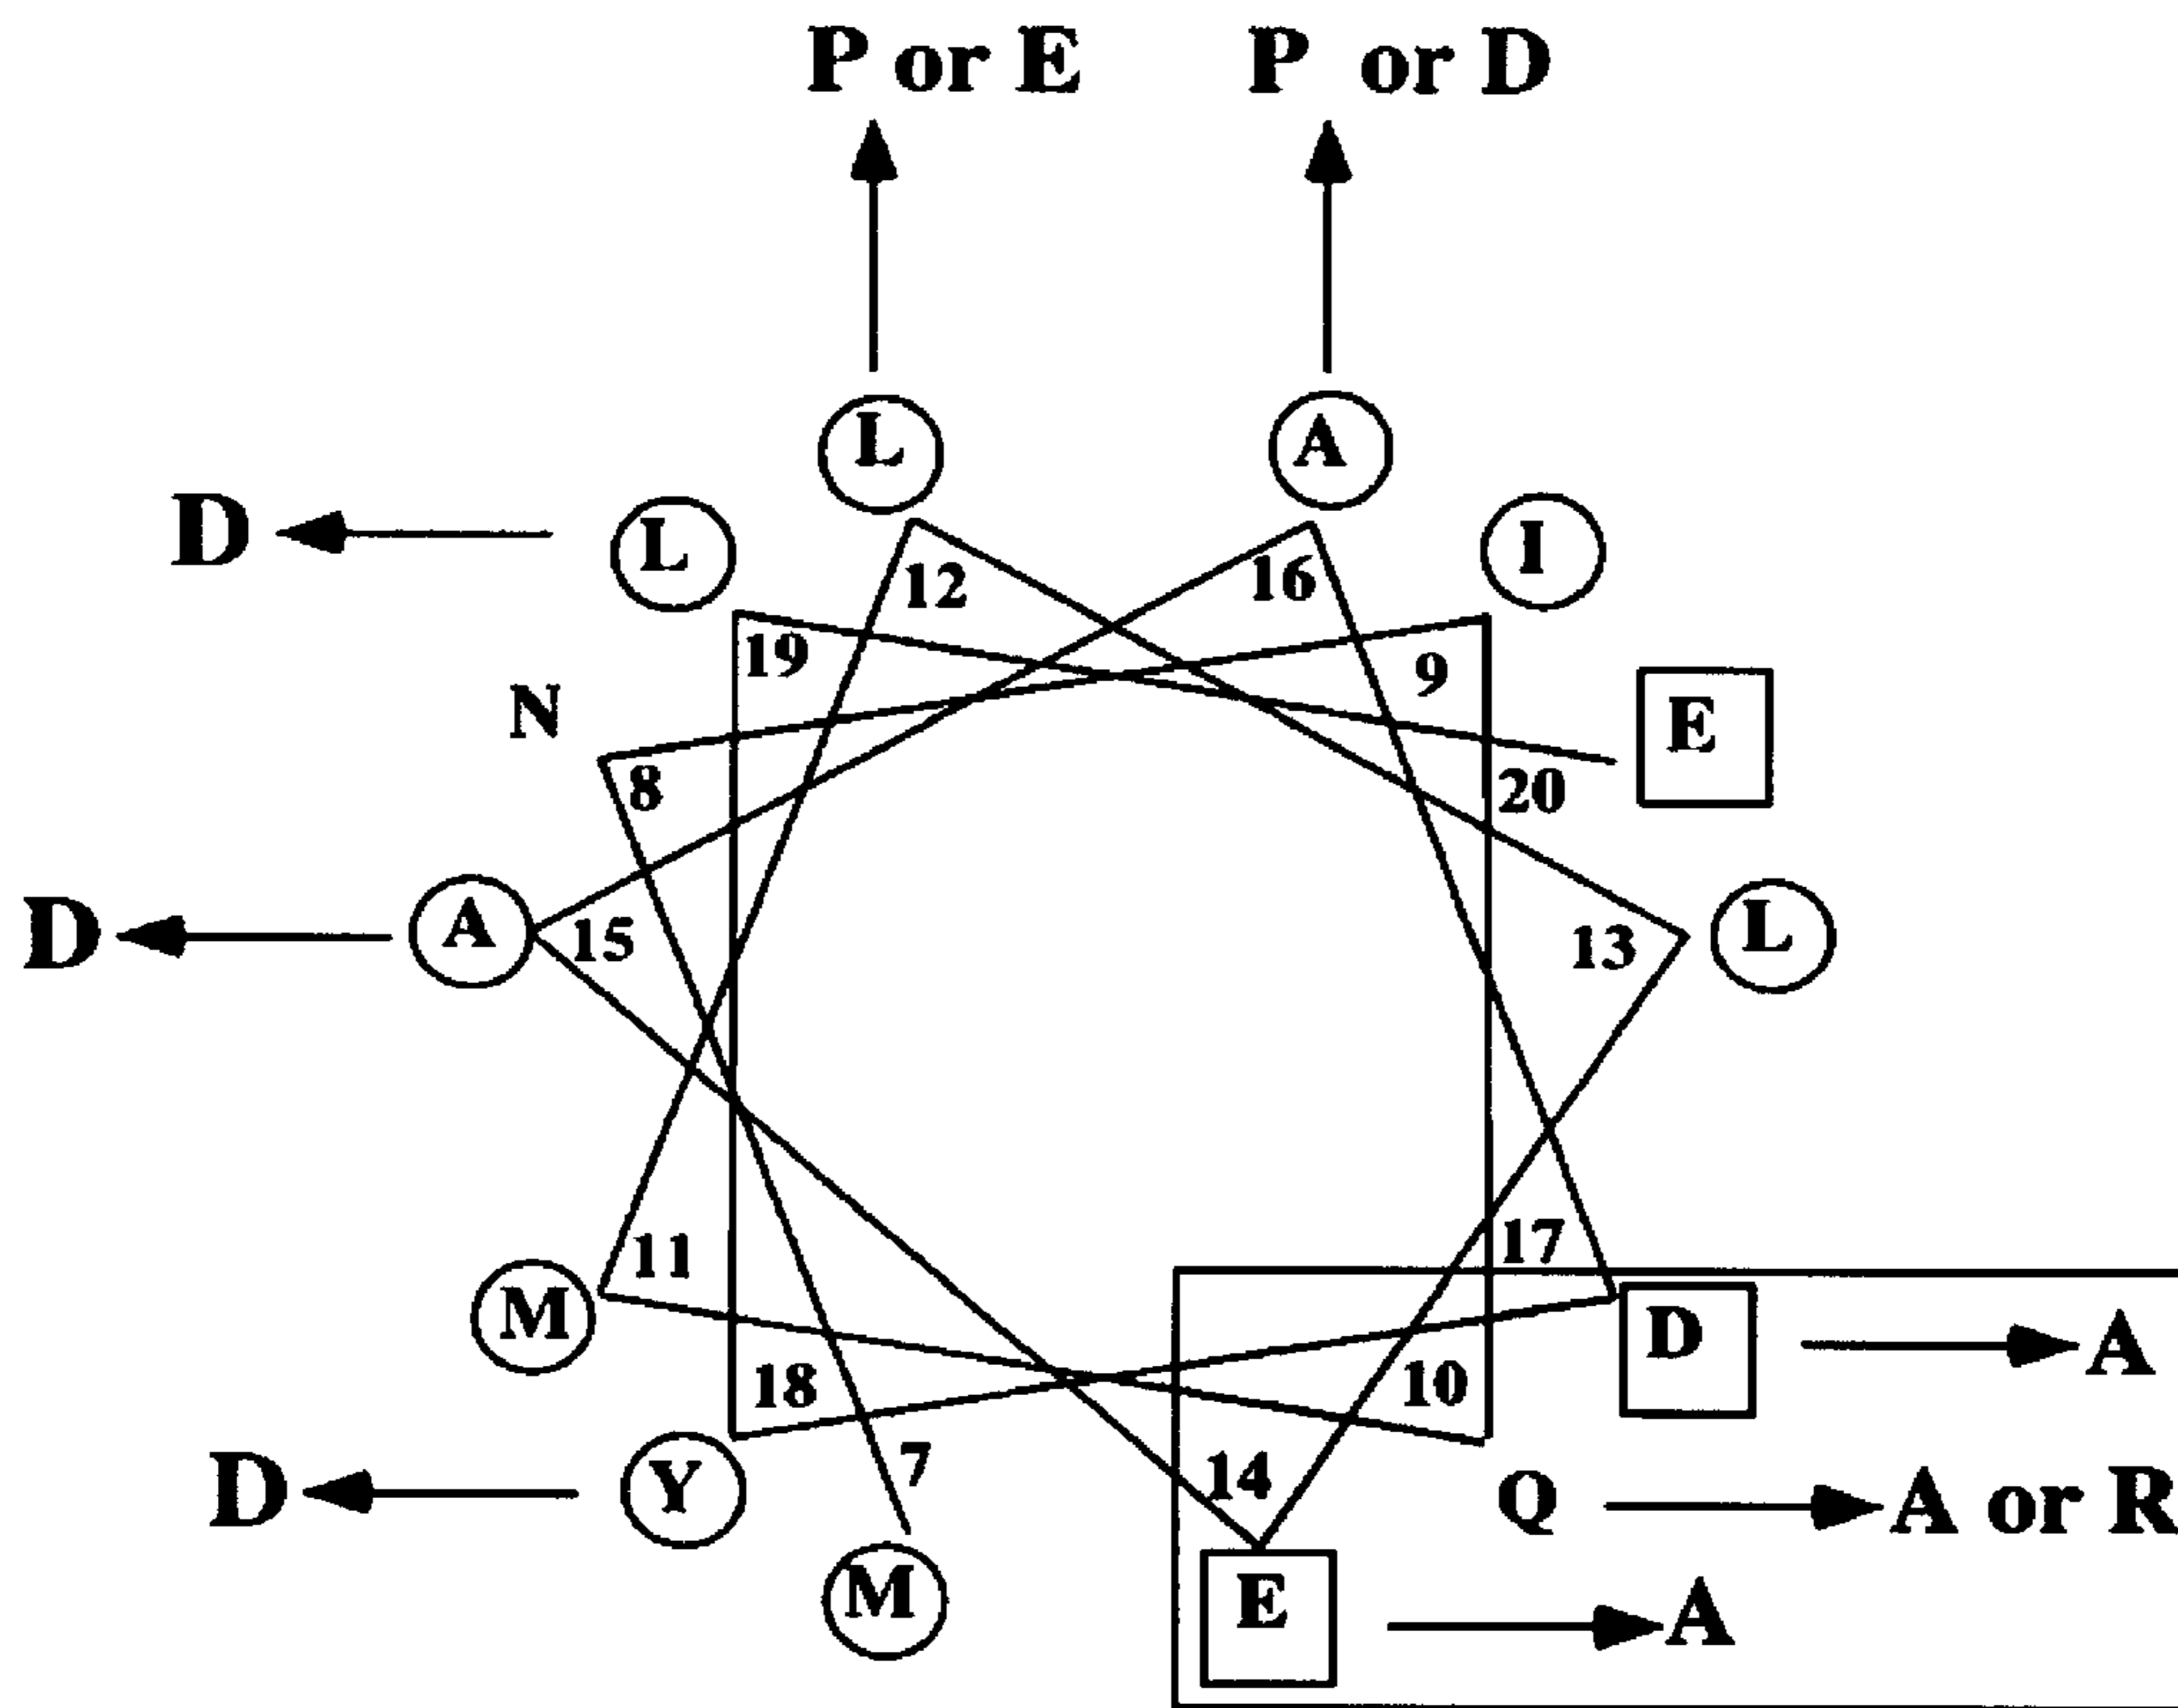 P or E P or D
L A
D L I
12 16
19 9
N E
8 20
D A 15 13 L
11 17
M D A
18 10
D Y 7 14 Q A or R
M E A